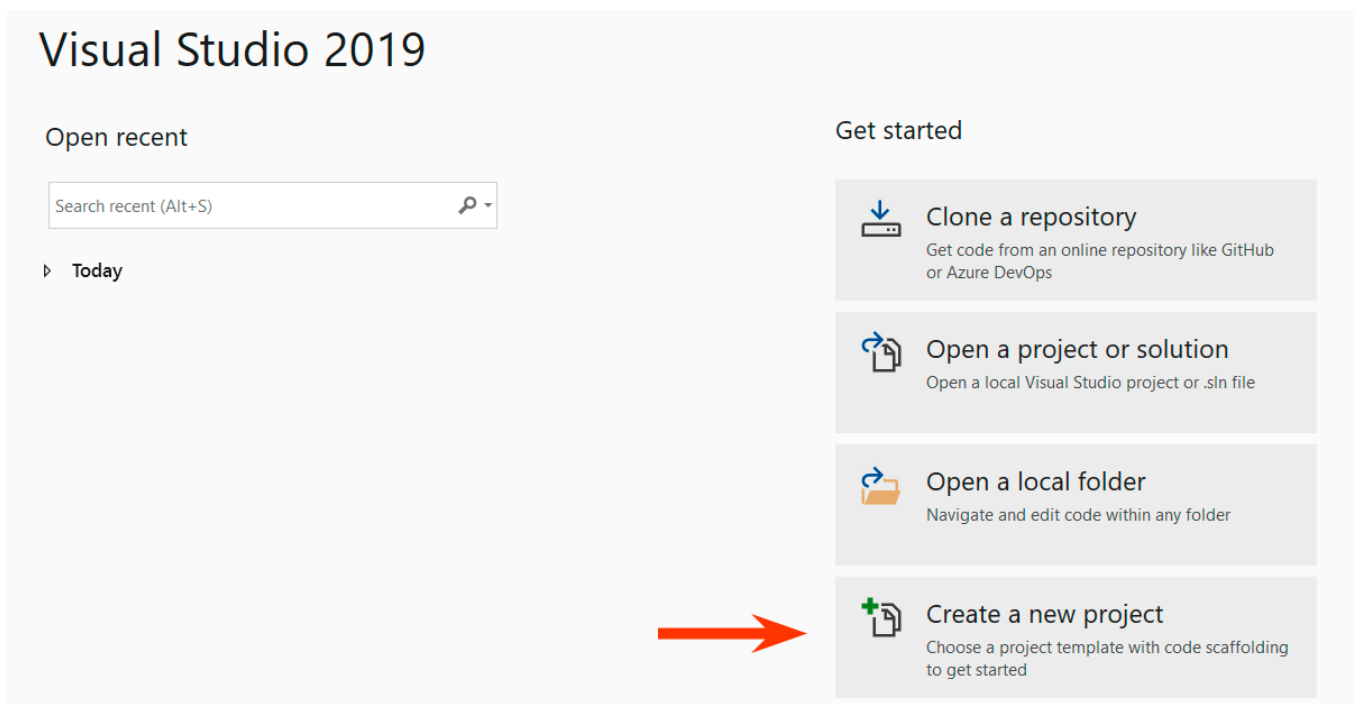 Visual Studio 2019
Open recent
Search recent (Alt+S)
Today
Get started
Clone a repository
Get code from an online repository like GitHub
or Azure DevOps
Open a project or solution
Open a local Visual Studio project or .sln file
Open a local folder
Navigate and edit code within any folder
Create a new project
Choose a project template with code scaffolding
to get started